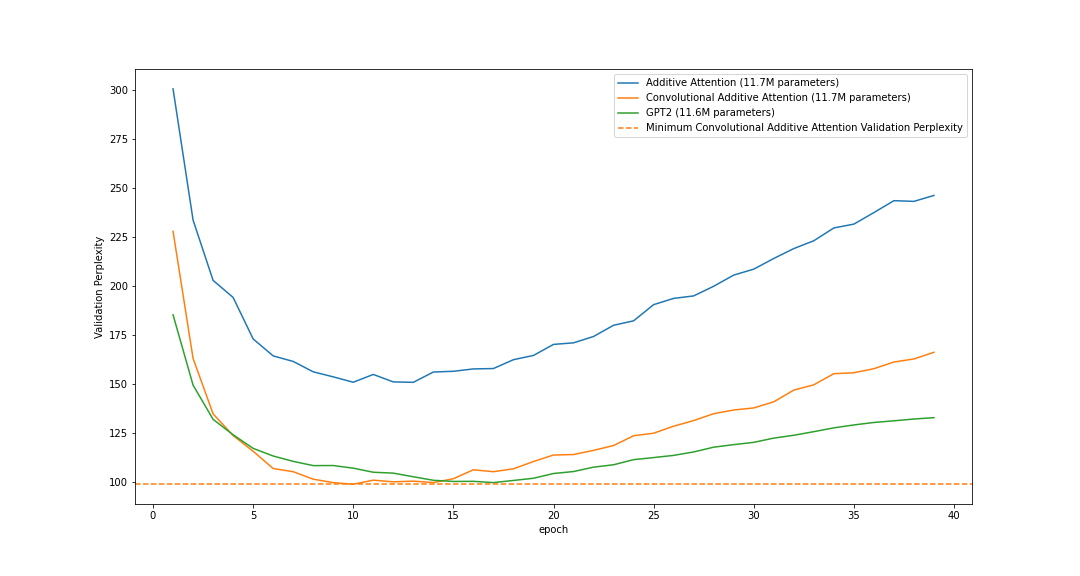 Additive Attention (11.7M parameters)
Convolutional Additive Attention (11.7M parameters)
GPT2 (11.6M parameters)
Minimum Convolutional Additive Attention Validation Perplexity
Validation Perplexity
300
275
250
225
200
175
150
125
100
0 5 10 15 20 25 30 35 40
epoch